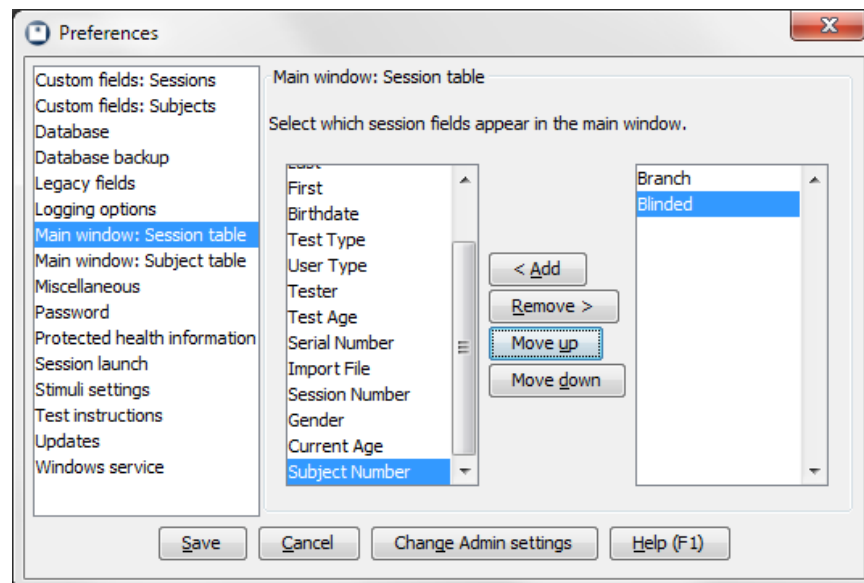 Preferences
Custom fields: Sessions
Custom fields: Subjects
Database
Database backup
Legacy fields
Logging options
Main window: Session table
Main window: Subject table
Miscellaneous
Password
Protected health information
Session launch
Stimuli settings
Test instructions
Updates
Windows service
Main window: Session table
Select which session fields appear in the main window.
First
Birthdate
Test Type
User Type
Tester
Test Age
Serial Number
Import File
Session Number
Gender
Current Age
Subject Number
< Add
Remove >
Move up
Move down
Branch
Blinded
Save
Cancel
Change Admin settings
Help (F1)